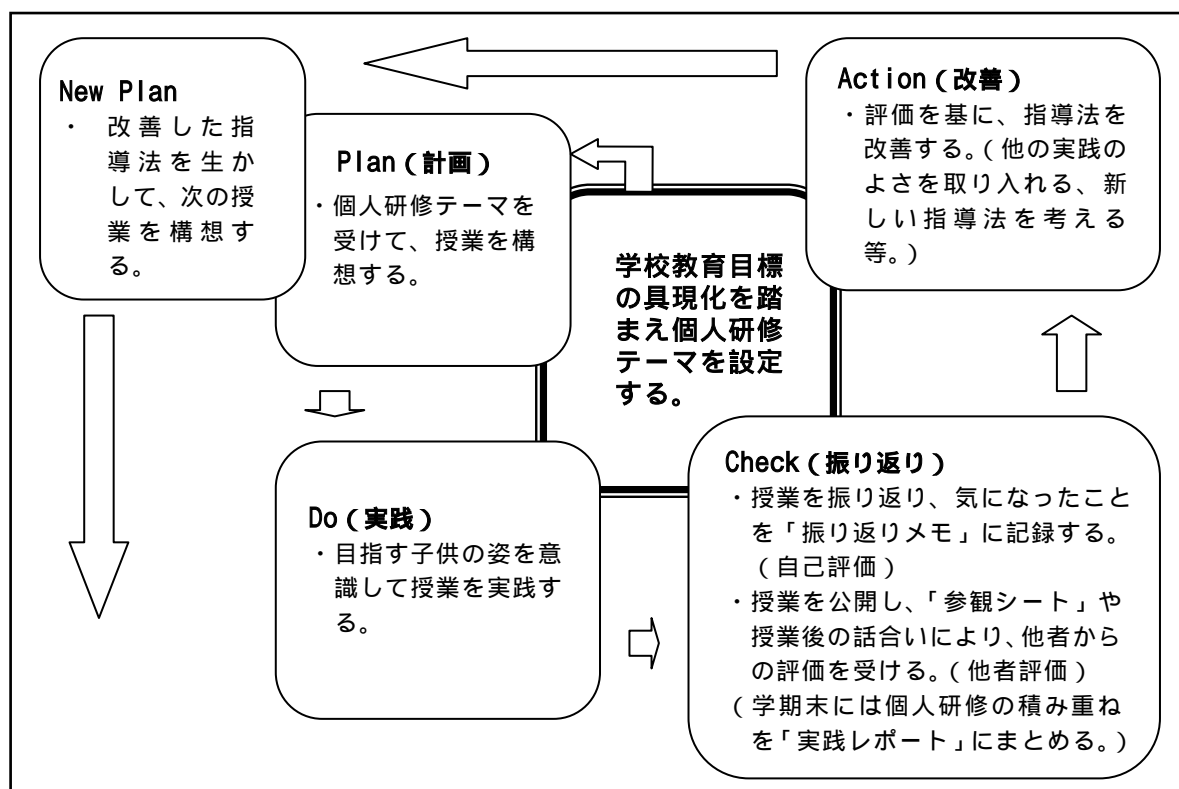 New Plan
・ 改善した指
導法を生か
して、次の授
業を構想す
る。
Plan（計画）
・個人研修テーマを
受けて、授業を構
想する。
学校教育目標
の具現化を踏
まえ個人研修
テーマを設定
する。
Action（改善）
・評価を基に、指導法を
改善する。（他の実践の
よさを取り入れる、新
しい指導法を考える
等。）
Do（実践）
・目指す子供の姿を意
識して授業を実践す
る。
Check（振り返り）
・授業を振り返り、気になったこと
を「振り返りメモ」に記録する。
（自己評価）
・授業を公開し、「参観シート」や
授業後の話合いにより、他者から
の評価を受ける。（他者評価）
（学期末には個人研修の積み重ね
を「実践レポート」にまとめる。）